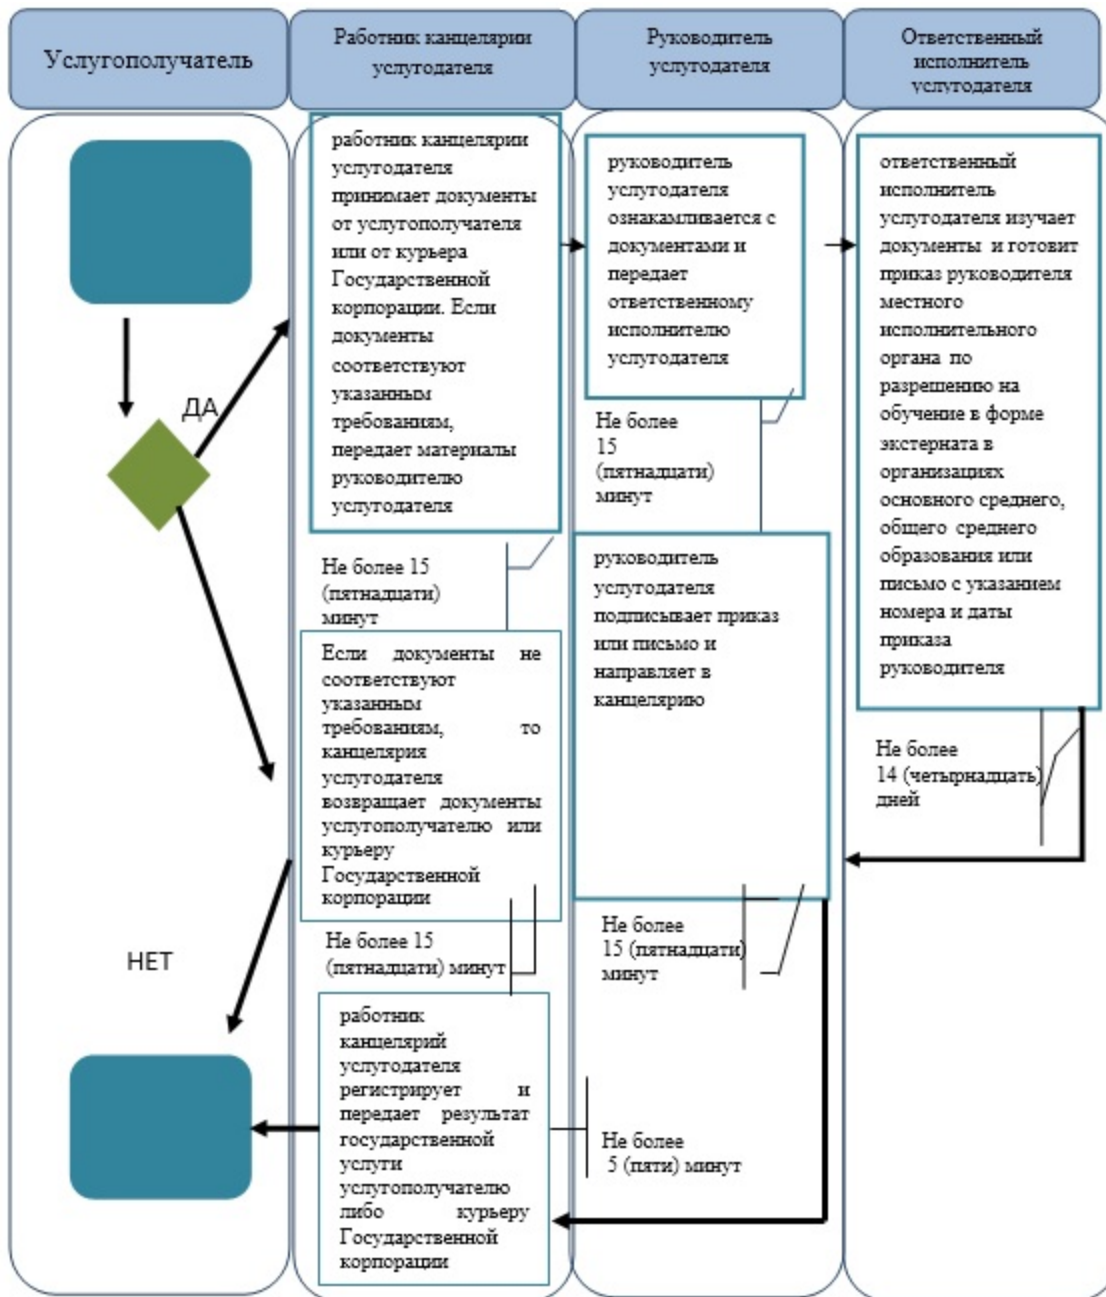 Услугополучатель
Работник канцелярии
услугодателя
Руководитель
услугодателя
Ответственный
исполнитель
услугодателя
работник канцелярии
услугодателя
принимает документы
от услугополучателя
или от курьера
Государственной
корпорации. Если
документы
соответствуют
указанным
требованиям,
передает материалы
руководителю
услугодателя
руководитель
услугодателя
ознакамливается с
документами и
передает
ответственному
исполнителю
услугодателя
ответственный
исполнитель
услугодателя изучает
документы и готовит
приказ руководителя
местного
исполнительного
органа по
разрешению на
обучение в форме
экстерната в
организациях
основного среднего,
общего среднего
образования или
письмо с указанием
номера и даты
приказа
руководителя
ДА
Не более
15
(пятнадцати)
минут
Не более 15
(пятнадцати)
минут
руководитель
услугодателя
подписывает приказ
или письмо и
направляет в
канцелярию
Если документы не
соответствуют
указанным
требованиям, то
канцелярия
услугодателя
возвращает документы
услугополучателю или
курьеру
Государственной
корпорации
Не более
14 (четырнадцать)
дней
НЕТ
Не более 15
(пятнадцати) минут
Не более
15 (пятнадцати)
минут
работник
канцелярий
услугодателя
регистрирует и
передает результат
государственной
услуги
услугополучателю
либо курьеру
Государственной
корпорации
Не более
5 (пяти) минут